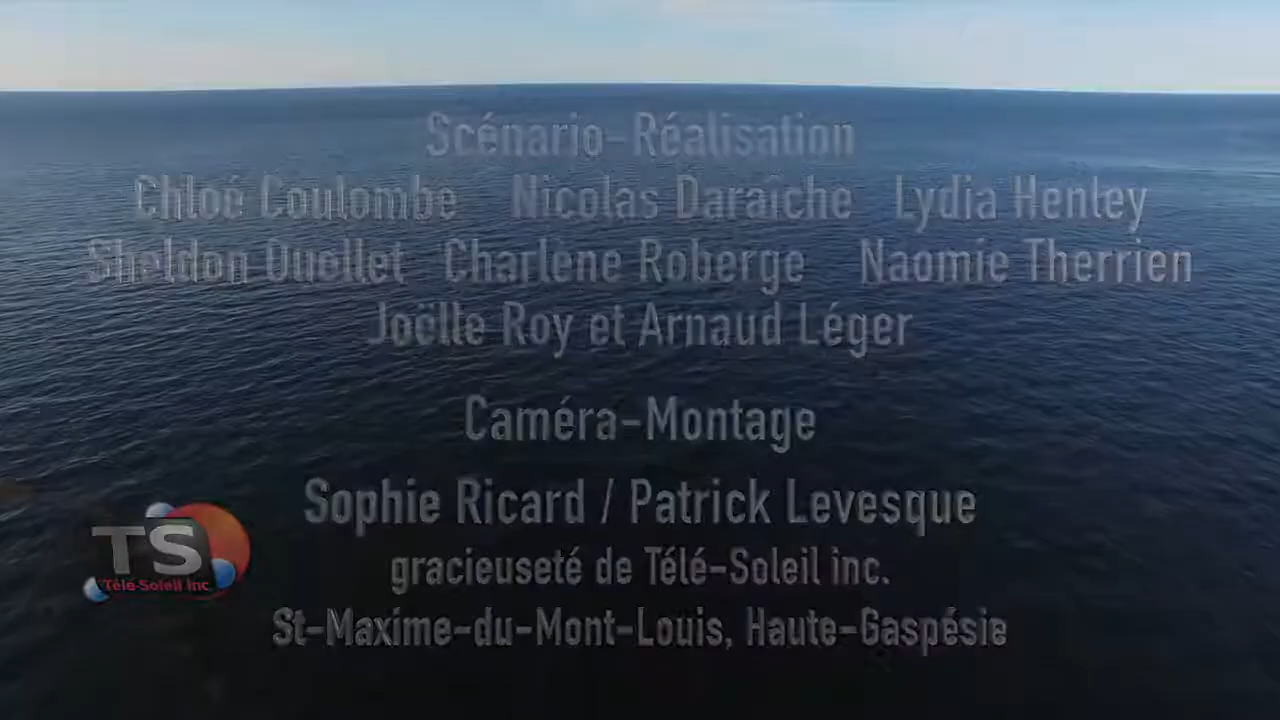 Scénario-Réalisation
Chloé Coulombe Nicolas Daraiche Lydia Henley
Sheldon Ouellet Charlène Roberge Naomie Therrien
Joëlle Roy et Arnaud Léger
Caméra-Montage
Sophie Ricard / Patrick Levesque
gracieuseté de Télé-Soleil inc.
St-Maxime-du-Mont-Louis, Haute-Gaspésie
TS
Télé-Soleil inc